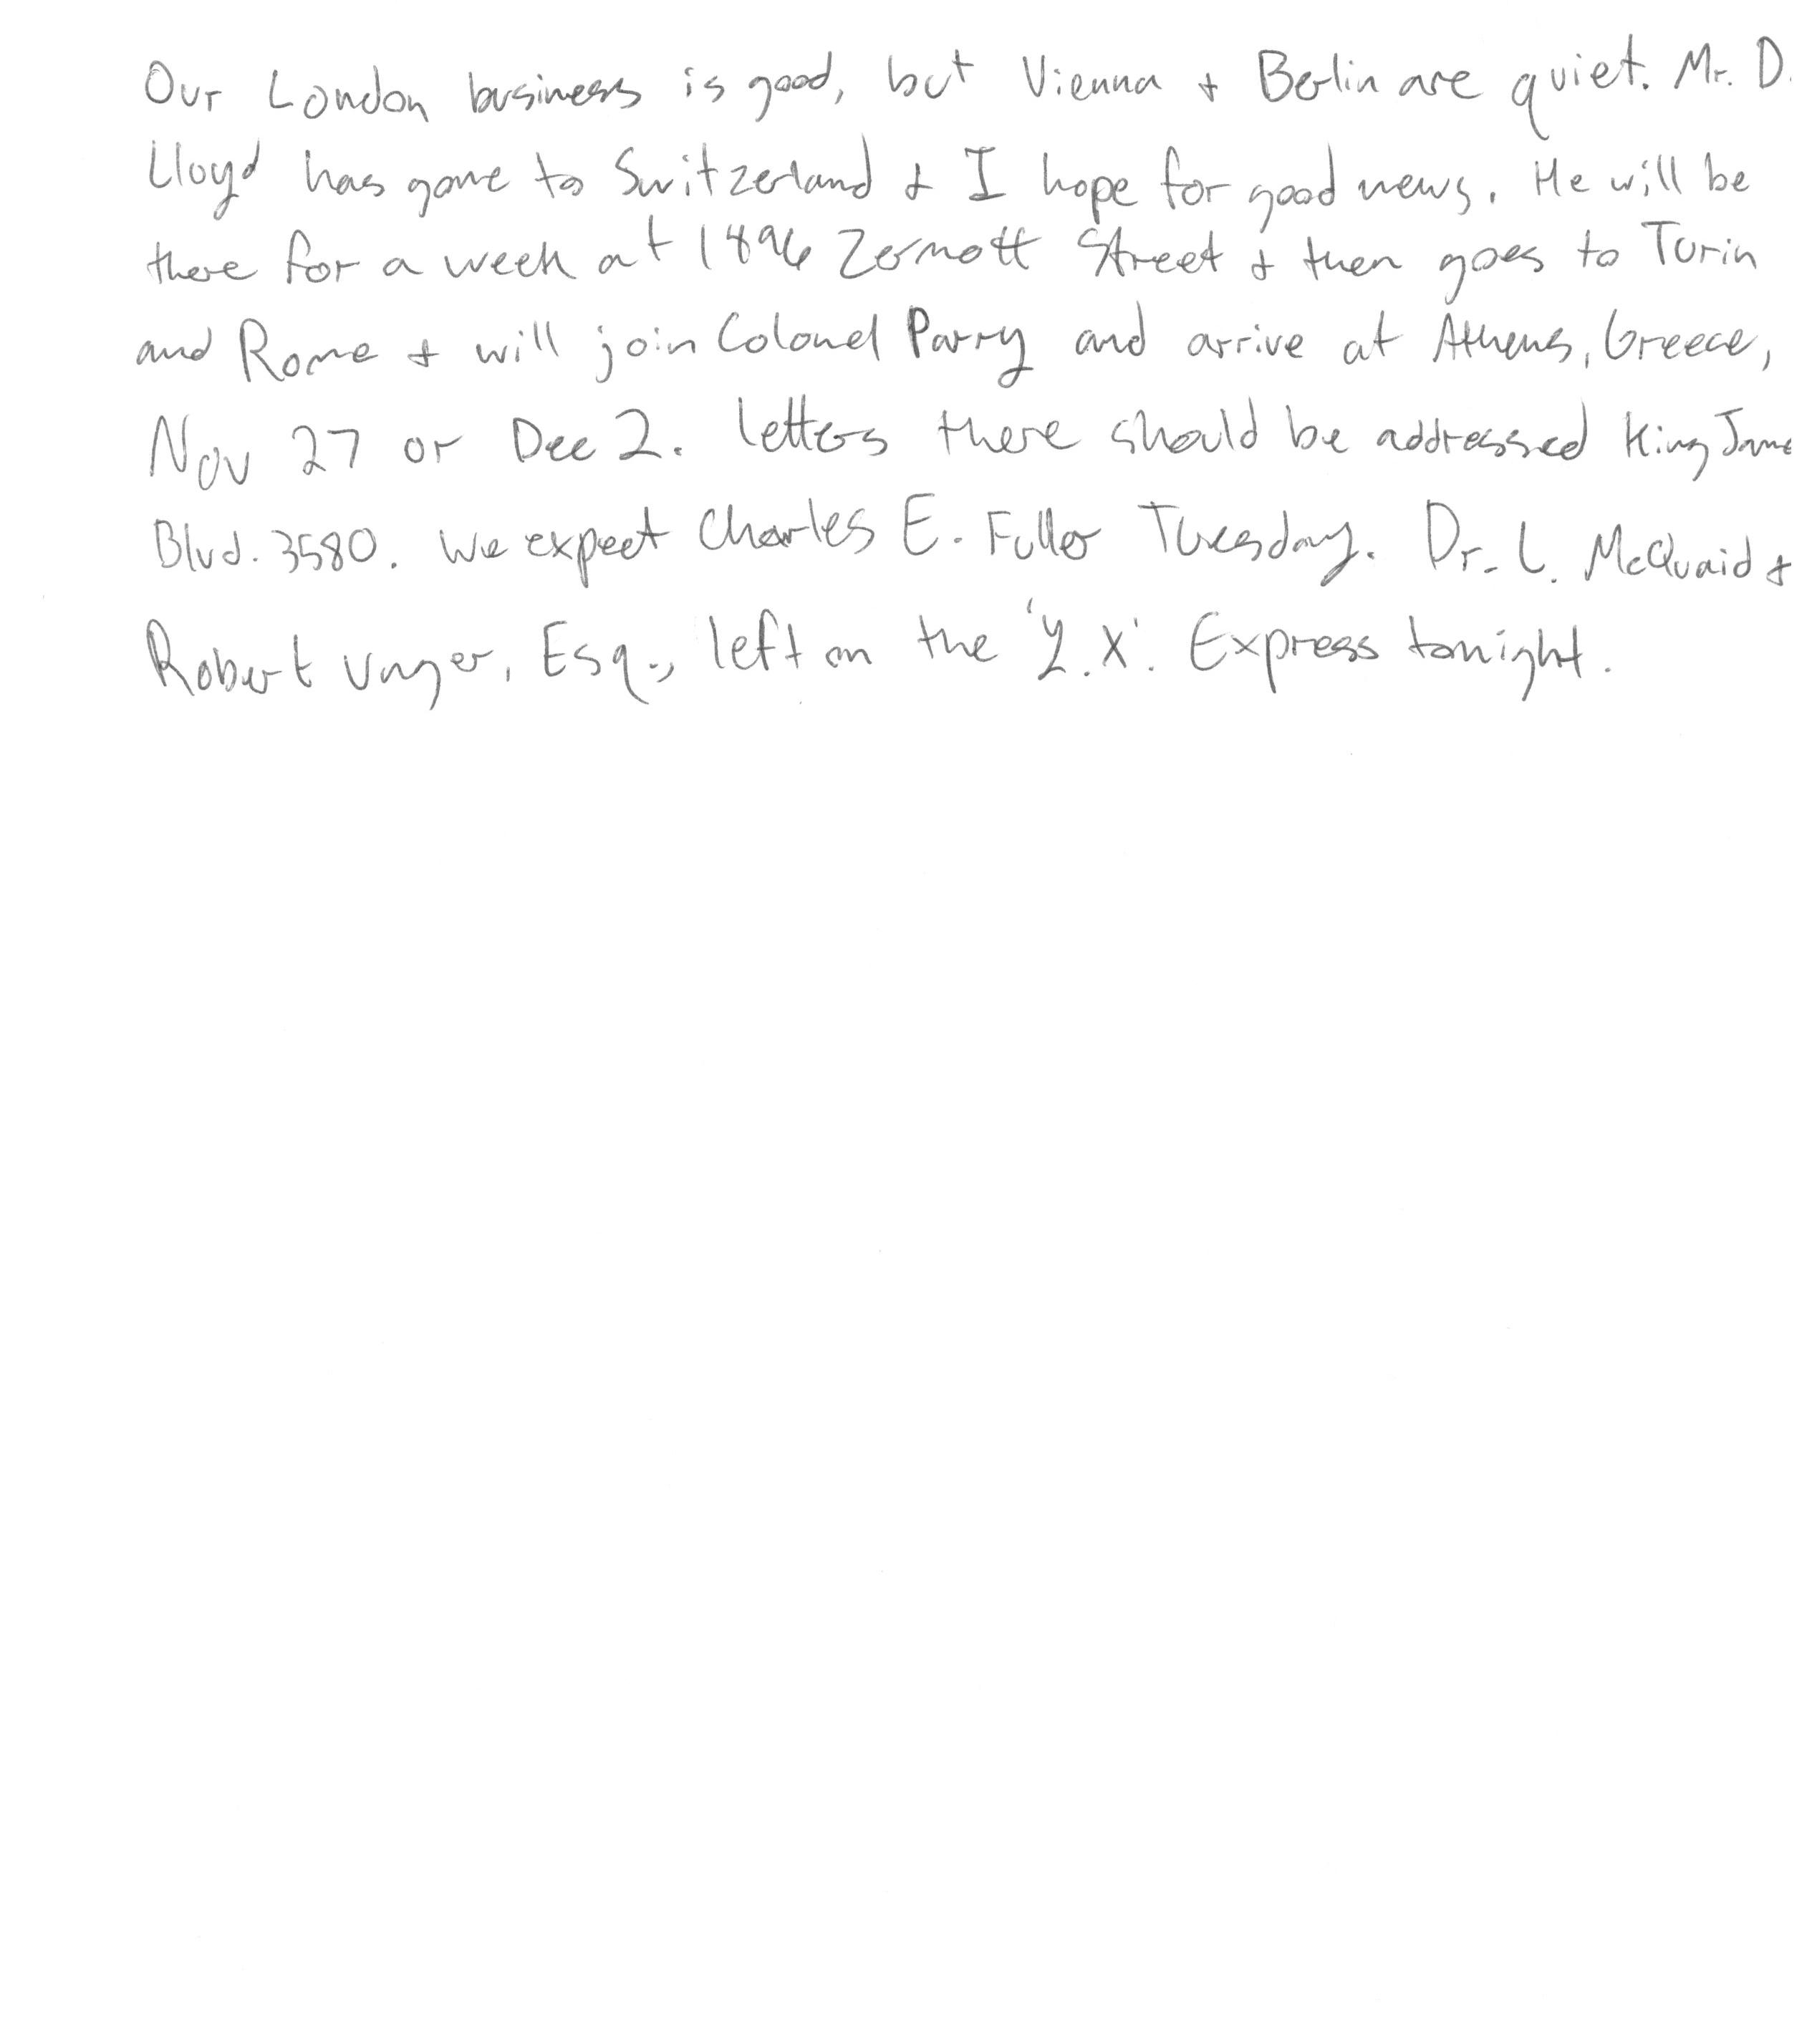 Our London business is good, but Vienna + Berlin are quiet. Mr. D.
Lloyd has gone to Switzerland + I hope for good news. He will be
there for a week at 1896 Zermott Street + then goes to Turin
and Rome + will join Colonel Parry and arrive at Athens, Greece,
Nov 27 or Dec 2. Letters there should be addressed King Jame
Blvd. 3580. We expect Charles E. Fuller Tuesday. Dr. L. McQuaid +
Robert Unger, Esq., left on the 'Y.X.' Express tonight.